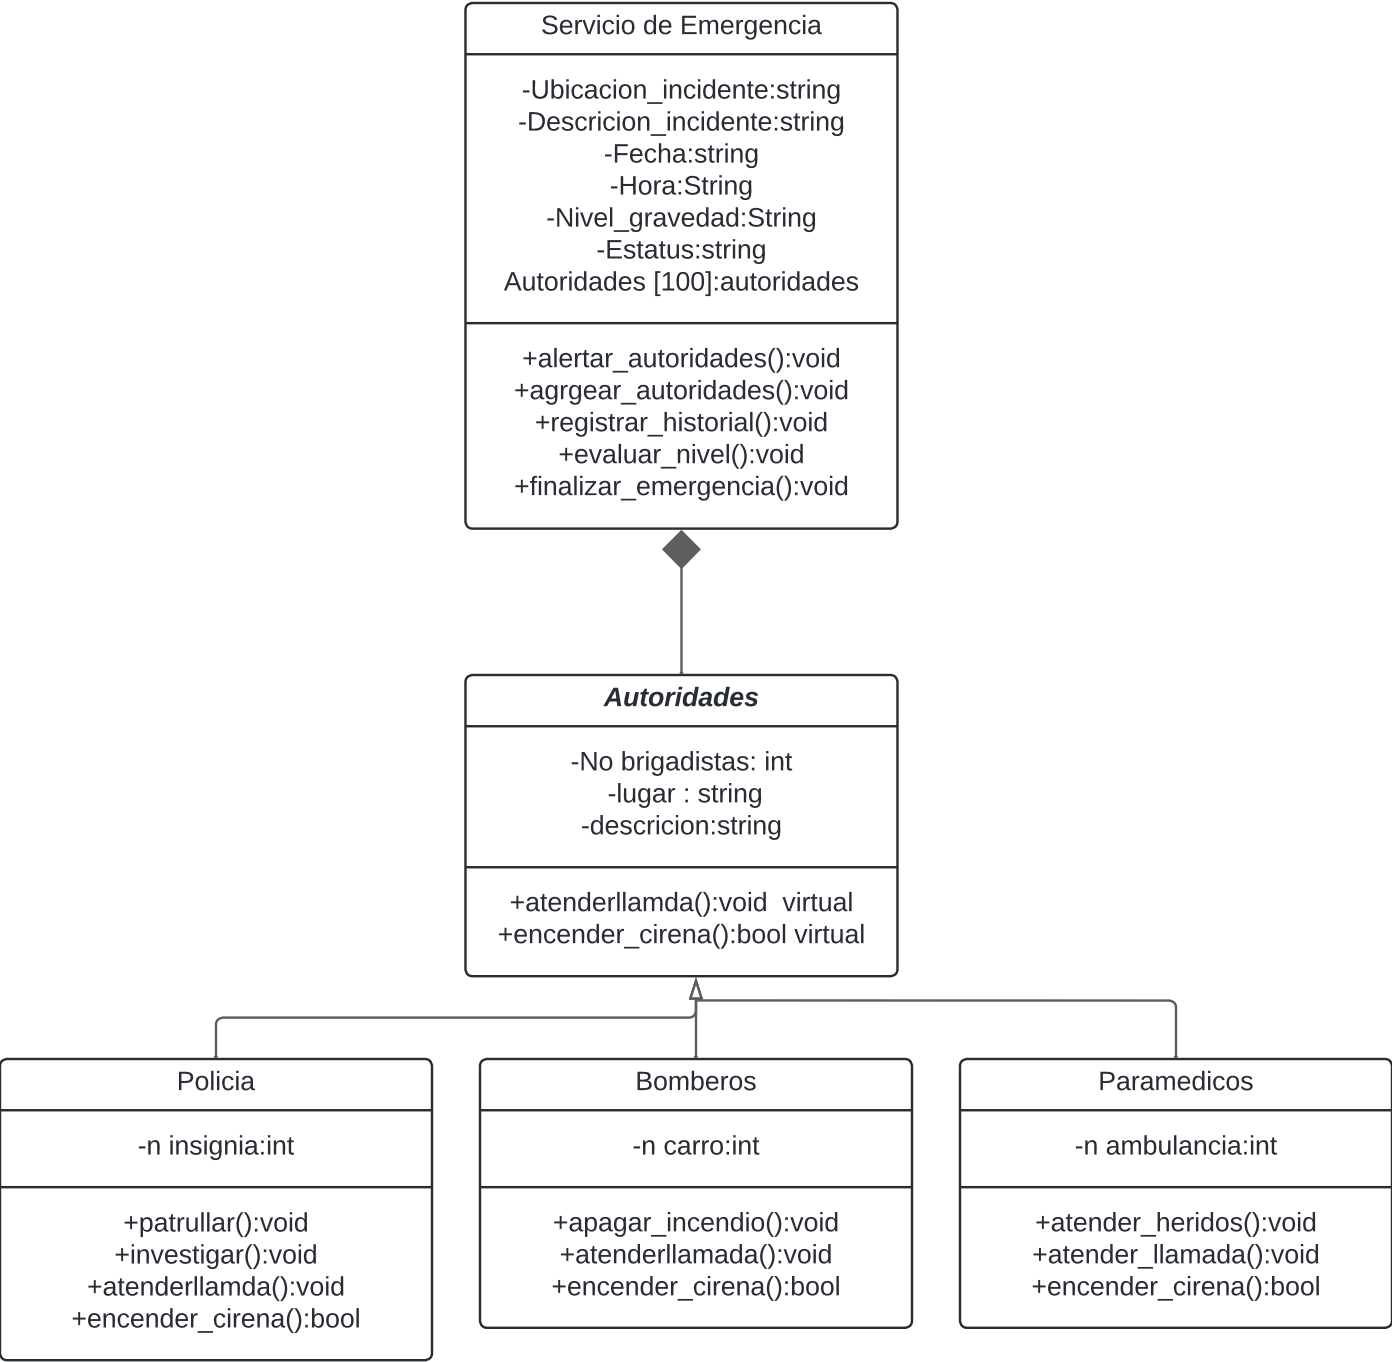 Servicio de Emergencia
-Ubicacion_incidente:string
-Descricion_incidente:string
-Fecha:string
-Hora:String
-Nivel_gravedad:String
-Estatus:string
Autoridades [100]:autoridades
+alertar_autoridades():void
+agrgear_autoridades():void
+registrar_historial():void
+evaluar_nivel():void
+finalizar_emergencia():void
Autoridades
-No brigadistas: int
-lugar : string
-descricion:string
+atenderllamda():void  virtual
+encender_cirena():bool virtual
Policia
-n insignia:int
+patrullar():void
+investigar():void
+atenderllamda():void
+encender_cirena():bool
Bomberos
-n carro:int
+apagar_incendio():void
+atenderllamada():void
+encender_cirena():bool
Paramedicos
-n ambulancia:int
+atender_heridos():void
+atender_llamada():void
+encender_cirena():bool